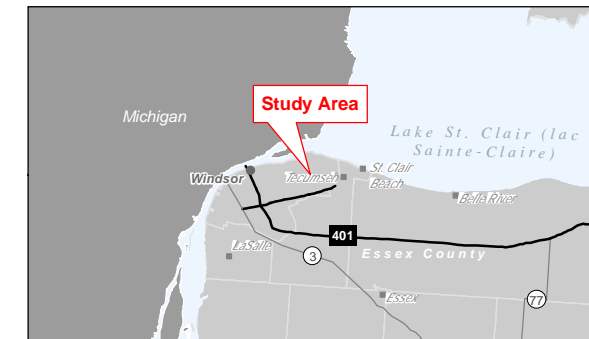 Study Area
Michigan
Lake St. Clair (lac
Sainte-Claire)
Windsor
Tecumseh
St. Clair
Beach
Belle River
LaSalle
401
Essex County
3
Essex
77